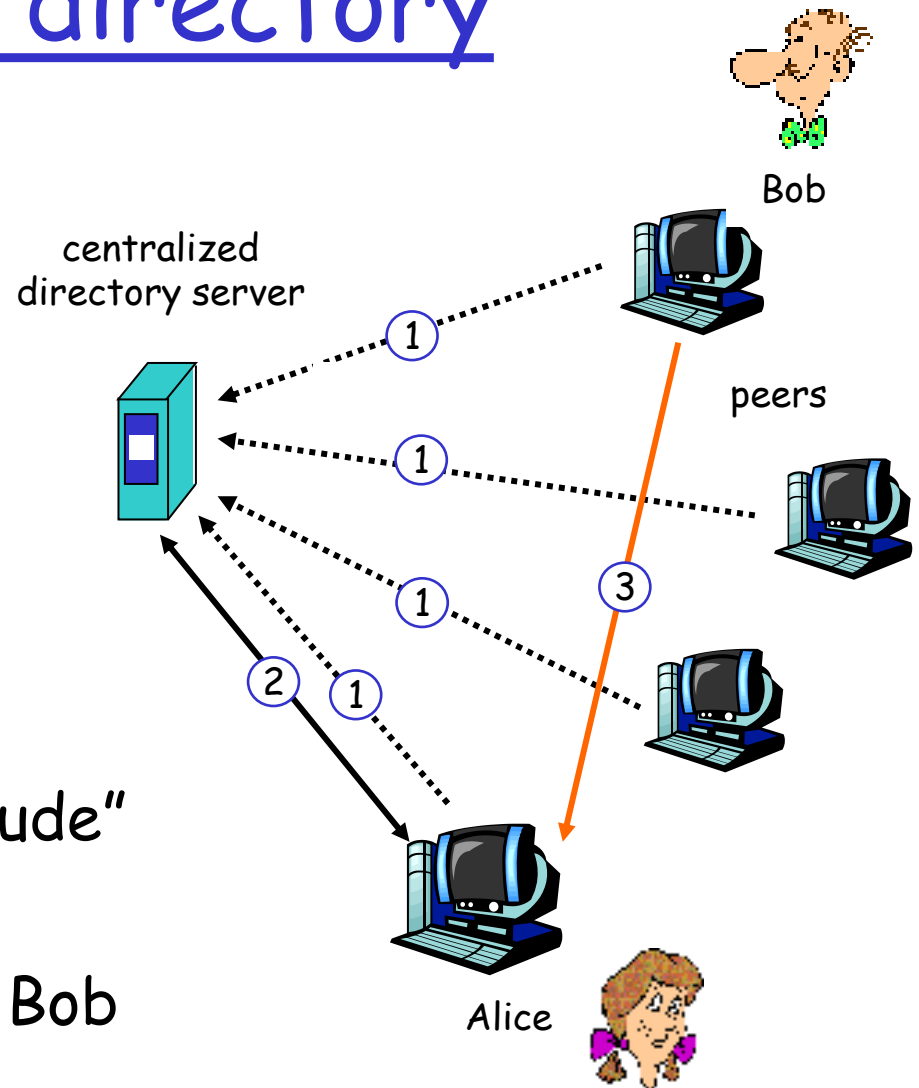 directory
Bob
centralized
directory server
1
peers
1
3
1
2
1
ude”
Bob
Alice